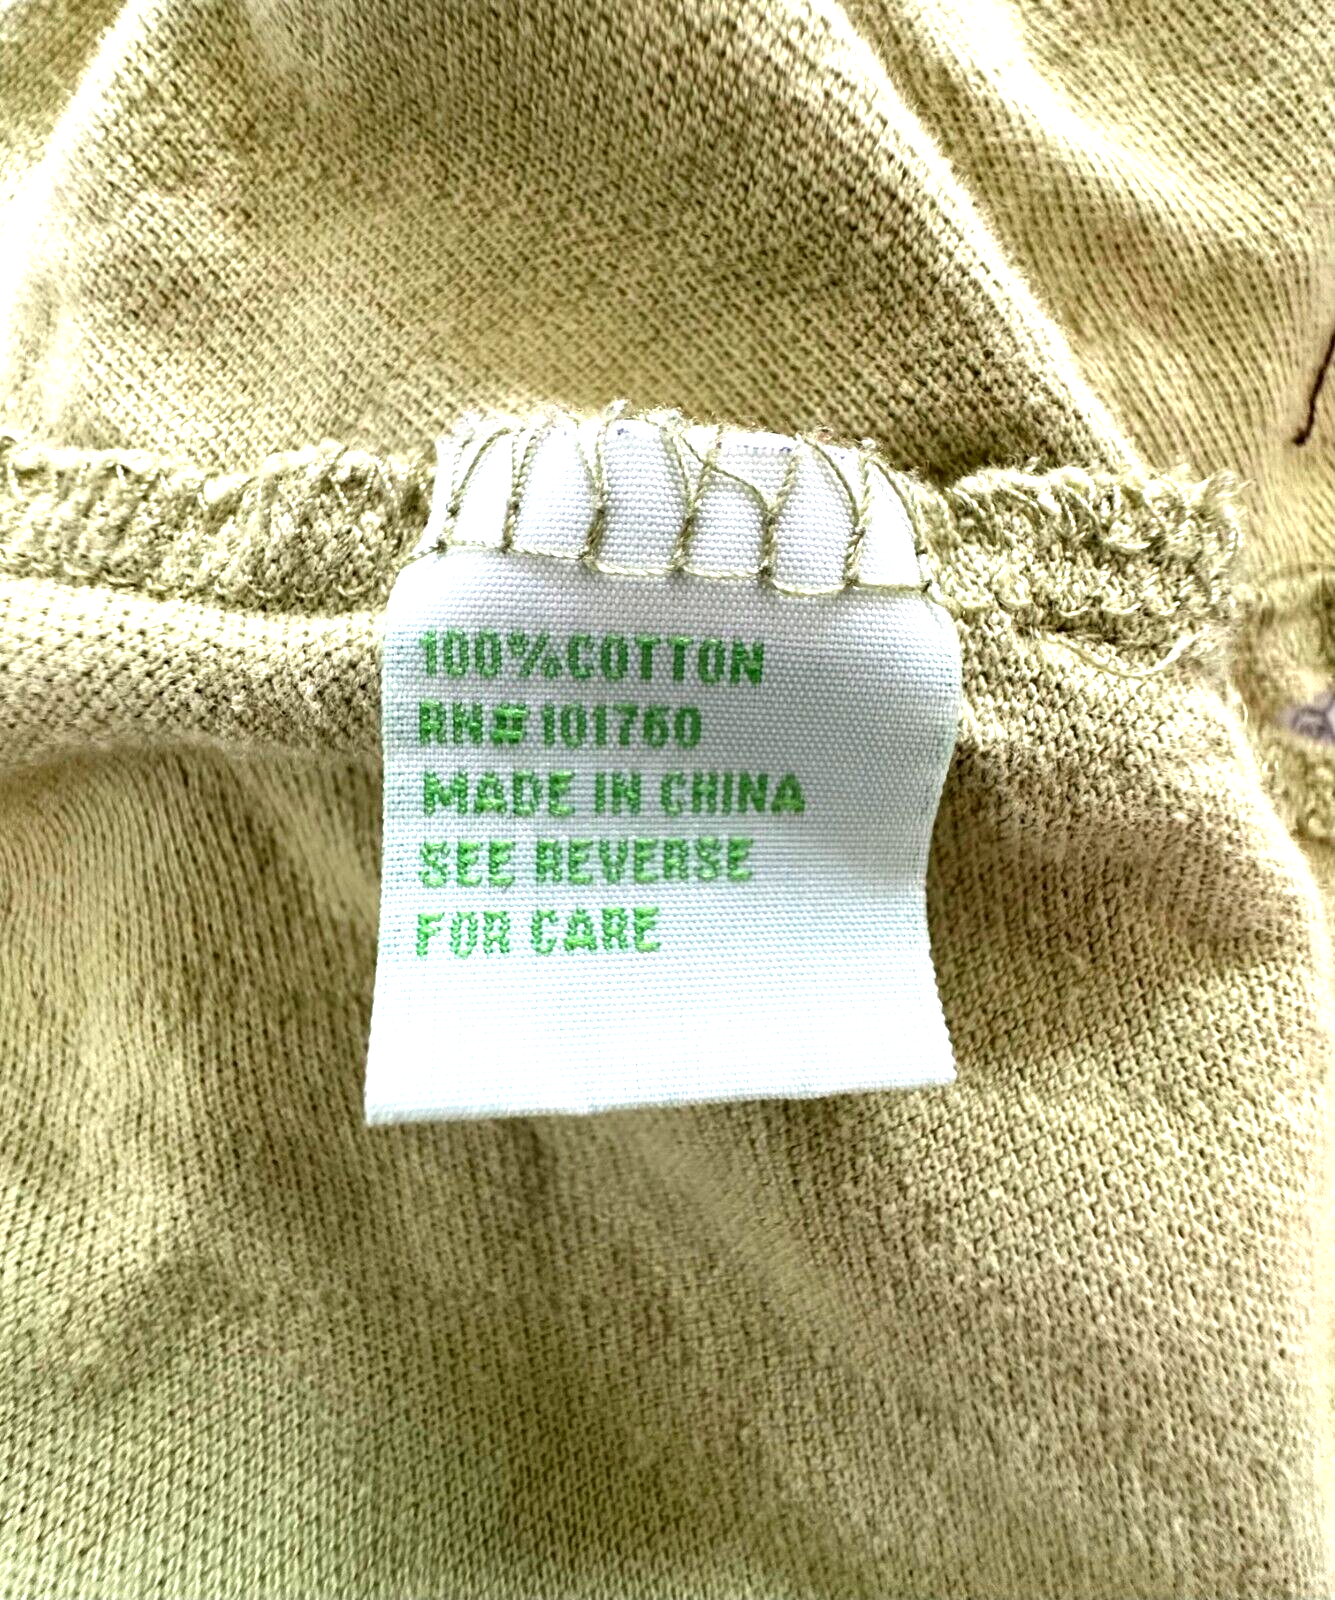 100%COTTON
RN#101760
MADE IN CHINA
SEE REVERSE
FOR CARE